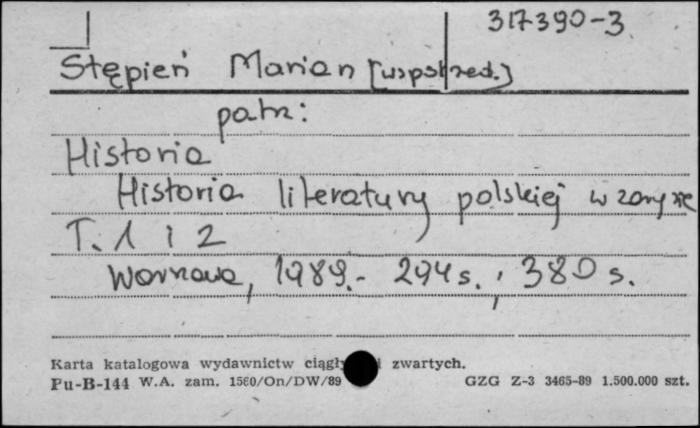 317390-3
Stępień Marian [współred.]
patrz:
Historia
Historia literatury polskiej w zarysie
T. 1 i 2
Warszawa, 1989.- 294 s. ; 380 s.
Karta katalogowa wydawnictw i zwartych.
Pu-B-144 W.A. zam. 1560/On/DW/89 GZG Z-3 3465-89 1.500.000 szt.